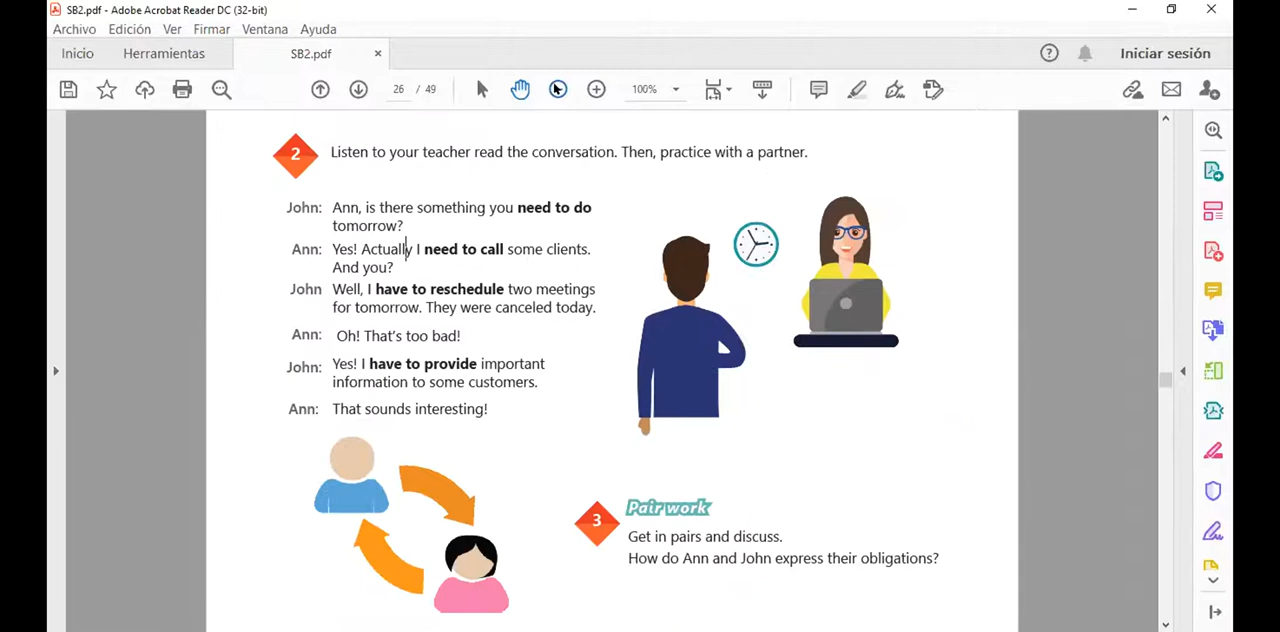 SB2.pdf - Adobe Acrobat Reader DC (32-bit)
Archivo Edición Ver Firmar Ventana Ayuda
Inicio Herramientas SB2.pdf × Iniciar sesión
26 / 49 100%
2 Listen to your teacher read the conversation. Then, practice with a partner.
John: Ann, is there something you need to do
tomorrow?
Ann: Yes! Actually I need to call some clients.
And you?
John Well, I have to reschedule two meetings
for tomorrow. They were canceled today.
Ann: Oh! That's too bad!
John: Yes! I have to provide important
information to some customers.
Ann: That sounds interesting!
3 Pair work
Get in pairs and discuss.
How do Ann and John express their obligations?